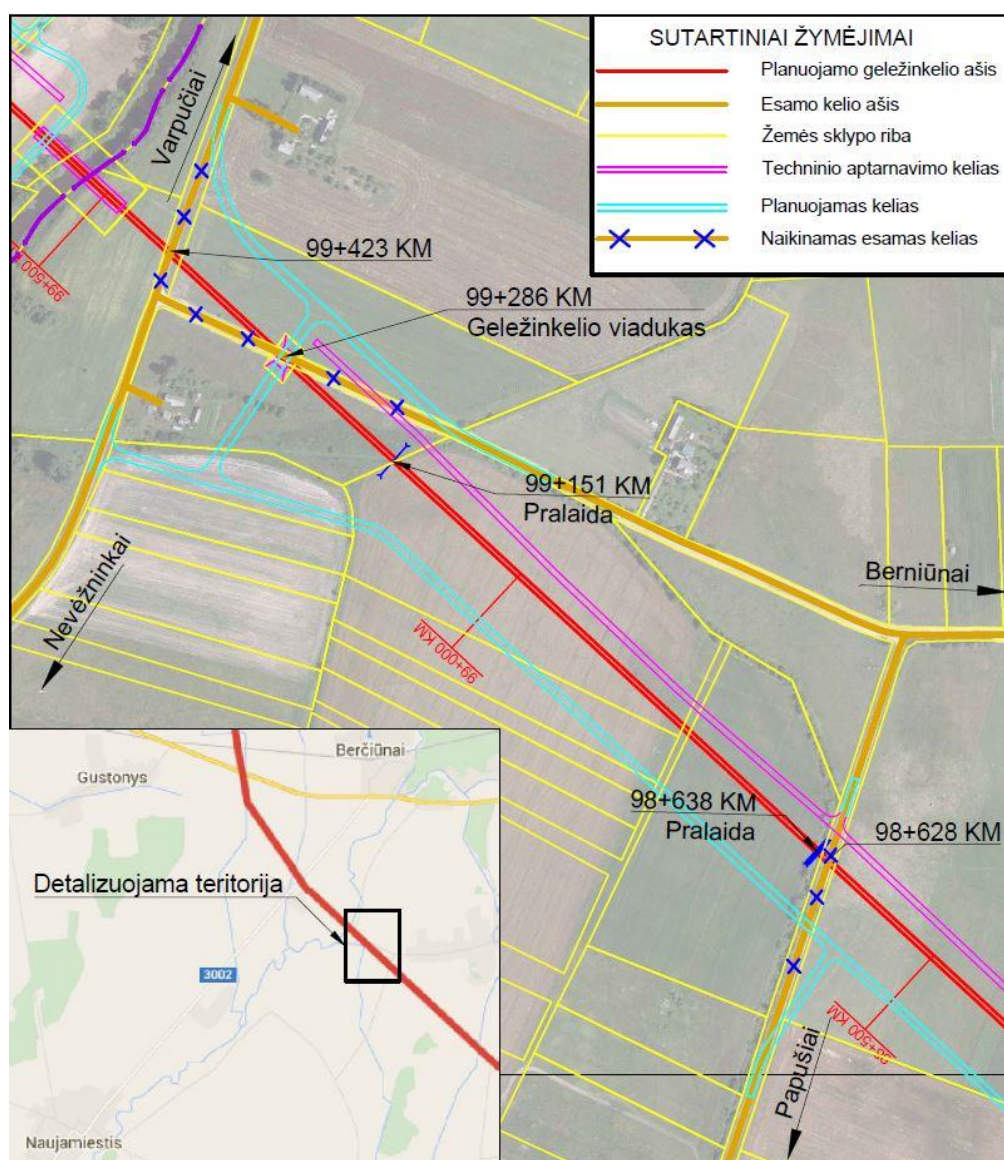 SUTARTINIAI ŽYMĖJIMAI
Planuojamo geležinkelio ašis
Esamo kelio ašis
Žemės sklypo riba
Techninio aptarnavimo kelias
Planuojamas kelias
Naikinamas esamas kelias
Varpučiai
99+500
99+423 KM
99+286 KM
Geležinkelio viadukas
99+151 KM
Pralaida
Berniūnai
Nevėžninkai
99+000 KM
98+638 KM
Pralaida
98+628 KM
98+500 KM
Papušiai
Berčiūnai
Gustonys
Detalizuojama teritorija
3002
Naujamiestis